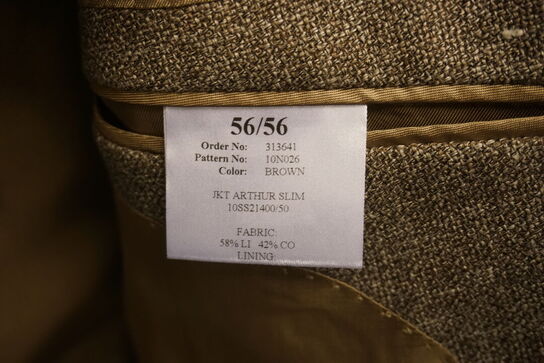 56/56
Order No: 313641
Pattern No: 10N026
Color: BROWN
JKT ARTHUR SLIM
10SS21400/50
FABRIC:
58% LI 42% CO
LINING: